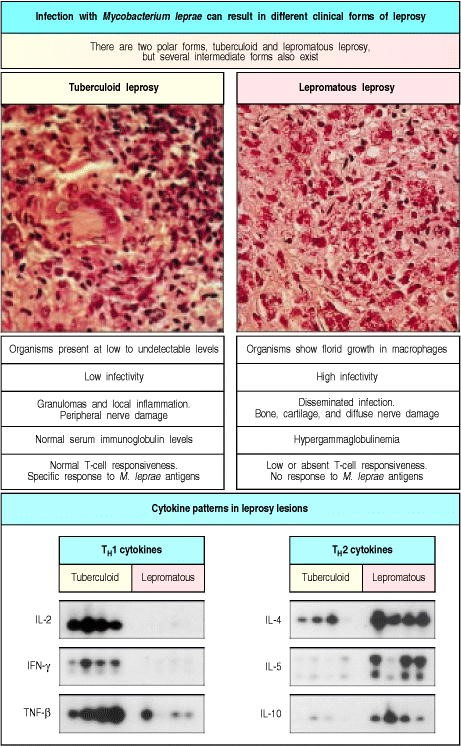 Infection with Mycobacterium leprae can result in different clinical forms of leprosy
There are two polar forms, tuberculoid and lepromatous leprosy,
but several intermediate forms also exist
Tuberculoid leprosy
Lepromatous leprosy
Organisms present at low to undetectable levels
Organisms show florid growth in macrophages
Low infectivity
High infectivity
Granulomas and local inflammation.
Peripheral nerve damage
Disseminated infection.
Bone, cartilage, and diffuse nerve damage
Normal serum immunoglobulin levels
Hypergammaglobulinemia
Normal T-cell responsiveness.
Specific response to M. leprae antigens
Low or absent T-cell responsiveness.
No response to M. leprae antigens
Cytokine patterns in leprosy lesions
TH1 cytokines
Tuberculoid
Lepromatous
IL-2
IFN-γ
TNF-β
TH2 cytokines
Tuberculoid
Lepromatous
IL-4
IL-5
IL-10